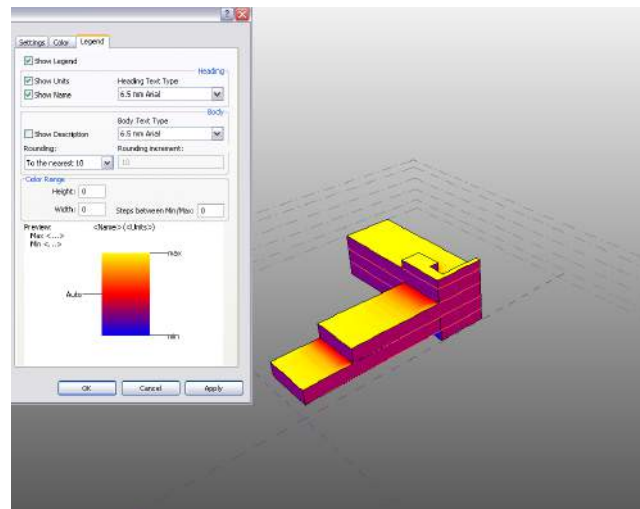 Settings Color Legend
Show Legend
Heading
Show Units Heading Text Type
Show Name 6.5 mm Arial
Body
Body Text Type
Show Description 6.5 mm Arial
Rounding: Rounding increment:
To the nearest 10 10
Color Range
Height: 0
Width: 0 Steps between Min/Max: 0
Preview: <Name> (<Units>)
Max <...>
Min <...>
max
Auto
min
OK Cancel Apply